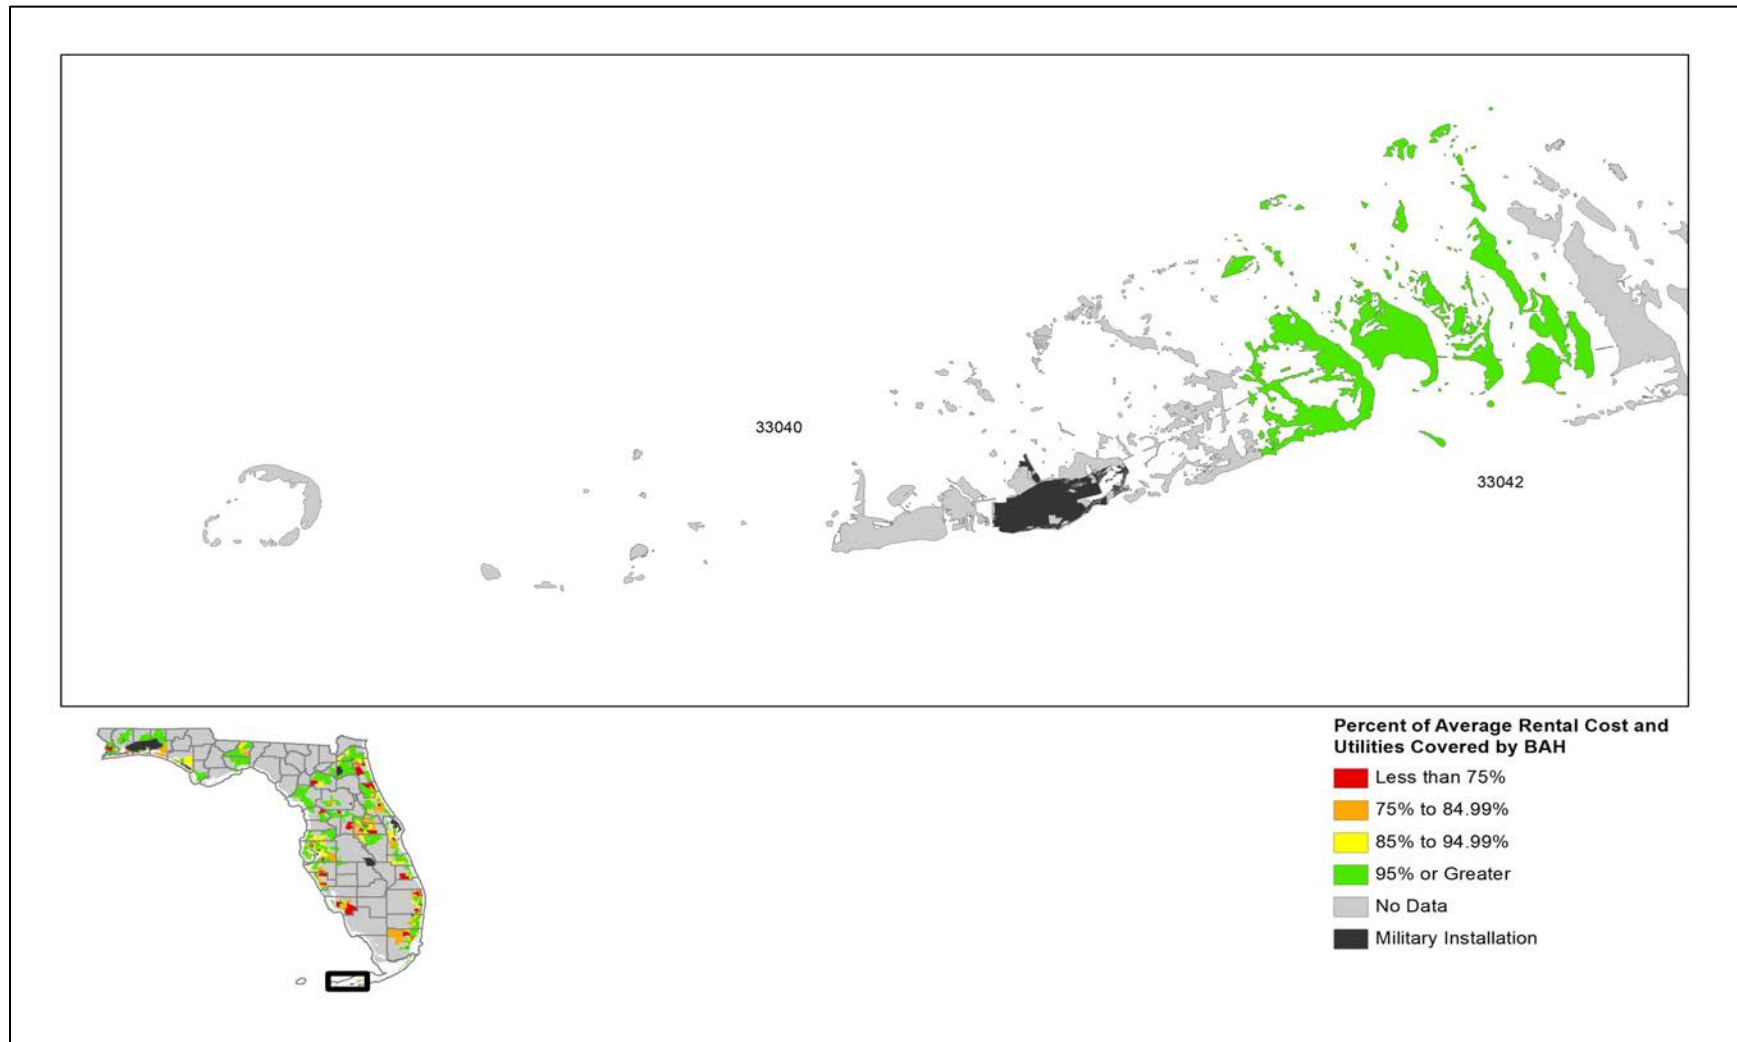 33040
33042
Percent of Average Rental Cost and
Utilities Covered by BAH
Less than 75%
75% to 84.99%
85% to 94.99%
95% or Greater
No Data
Military Installation